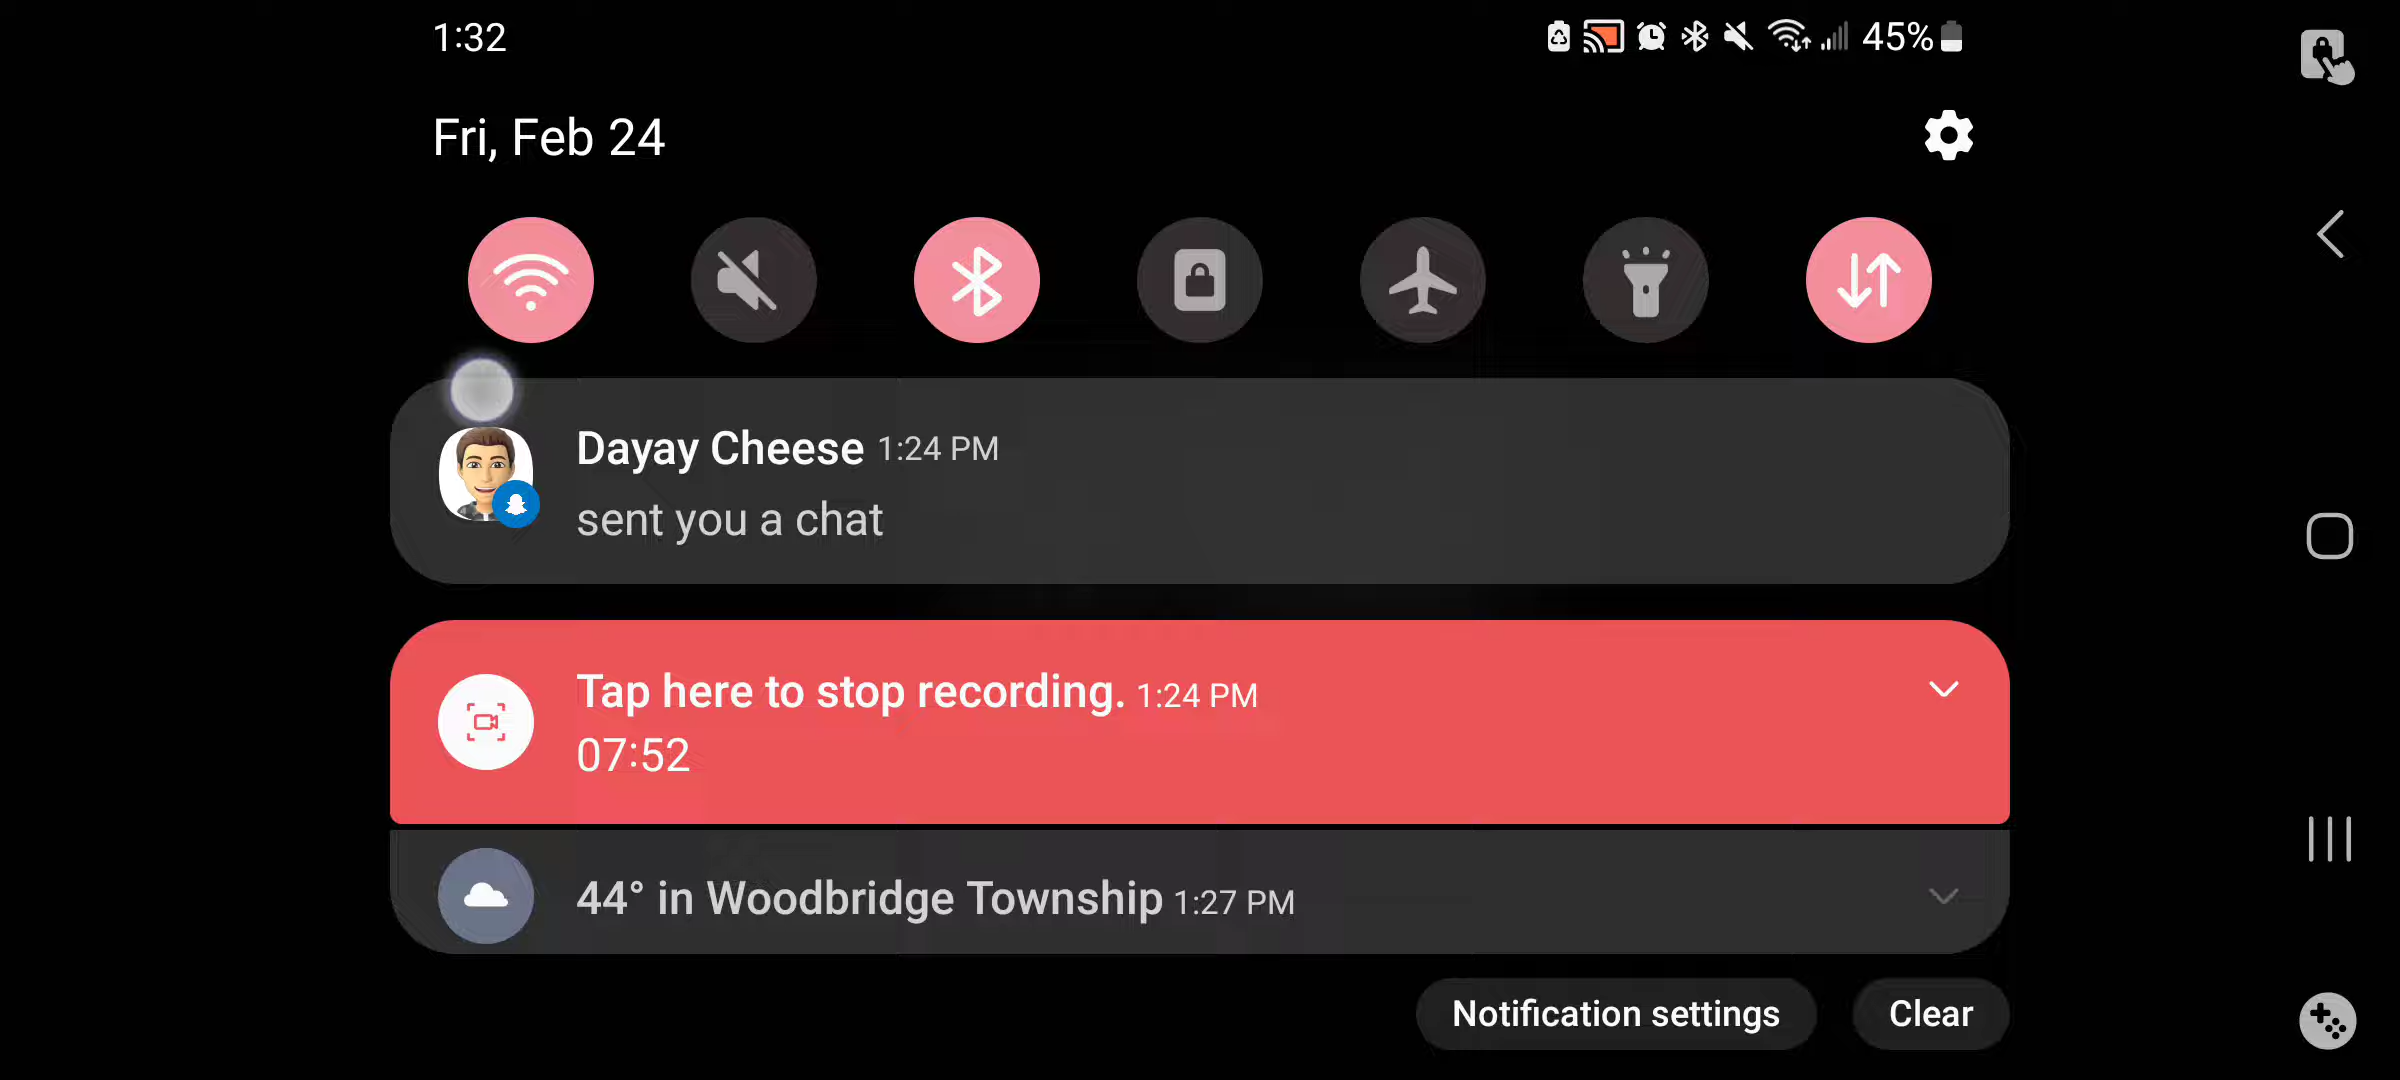 1:32
45%
Fri, Feb 24
Dayay Cheese 1:24 PM
sent you a chat
Tap here to stop recording. 1:24 PM
07:52
44° in Woodbridge Township 1:27 PM
Notification settings
Clear